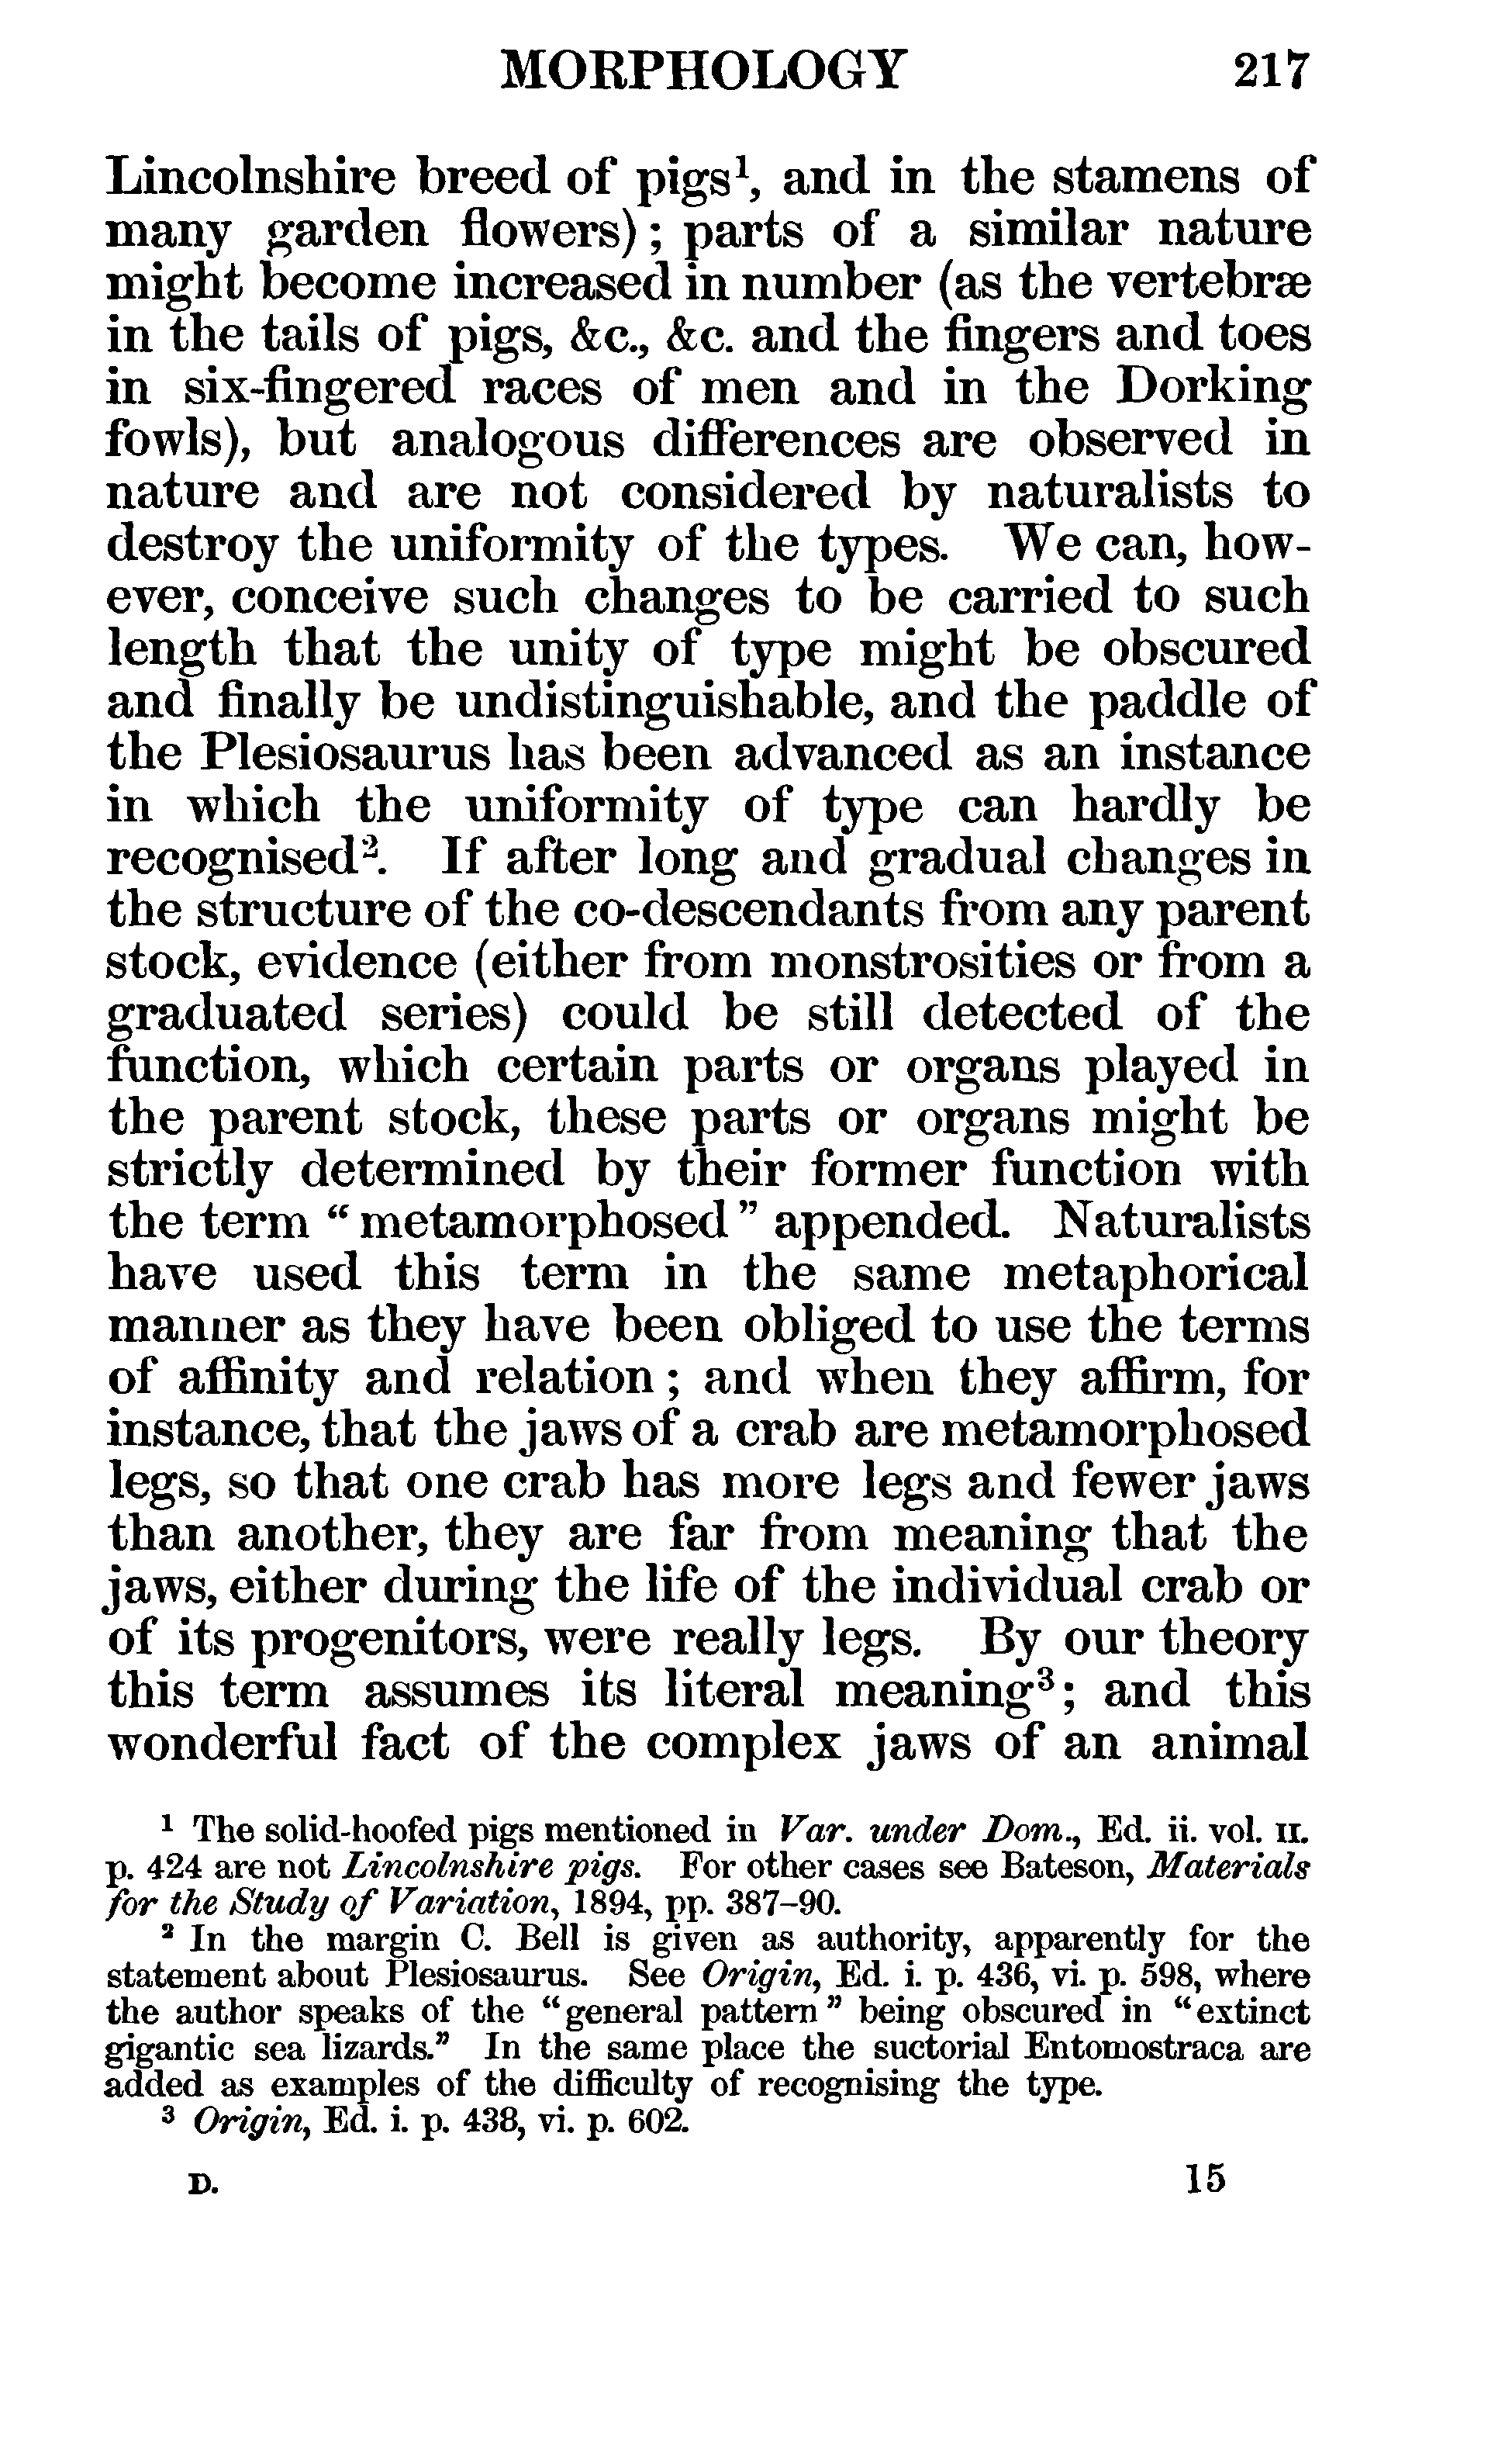 MORPHOLOGY 217
Lincolnshire breed of pigs¹, and in the stamens of
many garden flowers); parts of a similar nature
might become increased in number (as the vertebræ
in the tails of pigs, &c., &c. and the fingers and toes
in six-fingered races of men and in the Dorking
fowls), but analogous differences are observed in
nature and are not considered by naturalists to
destroy the uniformity of the types. We can, how-
ever, conceive such changes to be carried to such
length that the unity of type might be obscured
and finally be undistinguishable, and the paddle of
the Plesiosaurus has been advanced as an instance
in which the uniformity of type can hardly be
recognised². If after long and gradual changes in
the structure of the co-descendants from any parent
stock, evidence (either from monstrosities or from a
graduated series) could be still detected of the
function, which certain parts or organs played in
the parent stock, these parts or organs might be
strictly determined by their former function with
the term "metamorphosed" appended. Naturalists
have used this term in the same metaphorical
manner as they have been obliged to use the terms
of affinity and relation; and when they affirm, for
instance, that the jaws of a crab are metamorphosed
legs, so that one crab has more legs and fewer jaws
than another, they are far from meaning that the
jaws, either during the life of the individual crab or
of its progenitors, were really legs. By our theory
this term assumes its literal meaning³; and this
wonderful fact of the complex jaws of an animal
¹ The solid-hoofed pigs mentioned in Var. under Dom., Ed. ii. vol. II.
p. 424 are not Lincolnshire pigs. For other cases see Bateson, Materials
for the Study of Variation, 1894, pp. 387–90.
² In the margin C. Bell is given as authority, apparently for the
statement about Plesiosaurus. See Origin, Ed. i. p. 436, vi. p. 598, where
the author speaks of the "general pattern" being obscured in "extinct
gigantic sea lizards." In the same place the suctorial Entomostraca are
added as examples of the difficulty of recognising the type.
³ Origin, Ed. i. p. 438, vi. p. 602.
D. 15